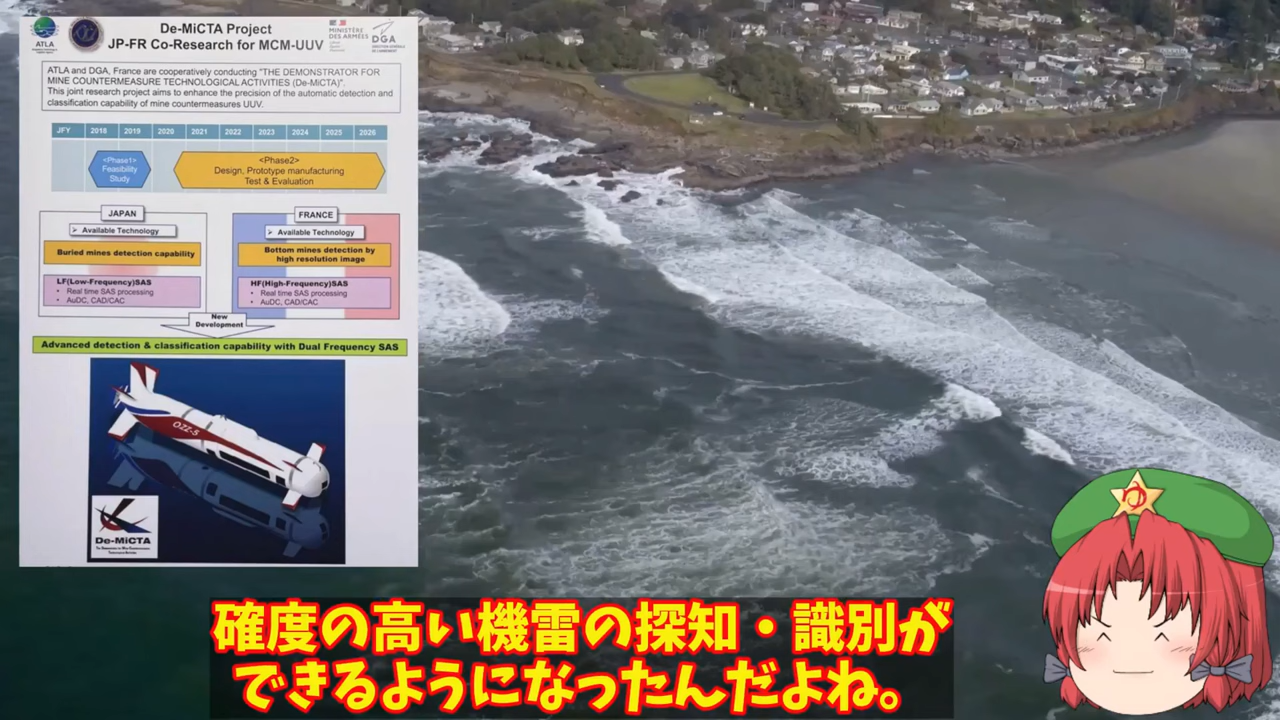 ATLA
De-MiCTA Project
JP-FR Co-Research for MCM-UUV
MINISTÈRE
DES ARMÉES
DGA
ATLA and DGA, France are cooperatively conducting "THE DEMONSTRATOR FOR
MINE COUNTERMEASURE TECHNOLOGICAL ACTIVITIES (De-MiCTA)".
This joint research project aims to enhance the precision of the automatic detection and
classification capability of mine countermeasures UUV.
JFY 2018 2019 2020 2021 2022 2023 2024 2025 2026
<Phase1>
Feasibility
Study
<Phase2>
Design, Prototype manufacturing
Test & Evaluation
JAPAN
Available Technology
Buried mines detection capability
LF(Low-Frequency)SAS
• Real time SAS processing
• AuDC, CAD/CAC
FRANCE
Available Technology
Bottom mines detection by
high resolution image
HF(High-Frequency)SAS
• Real time SAS processing
• AuDC, CAD/CAC
New
Development
Advanced detection & classification capability with Dual Frequency SAS
OZZ-5
De-MiCTA
確度の高い機雷の探知・識別が
できるようになったんだよね。